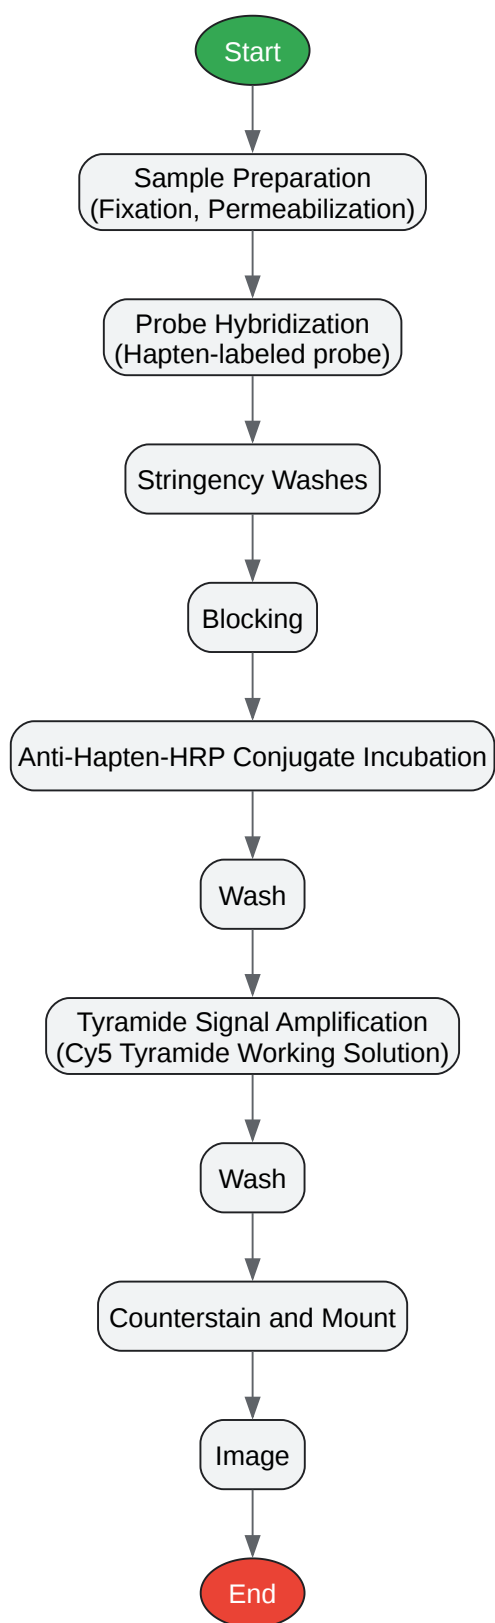 Start
Sample Preparation
(Fixation, Permeabilization)
Probe Hybridization
(Hapten-labeled probe)
Stringency Washes
Blocking
Anti-Hapten-HRP Conjugate Incubation
Wash
Tyramide Signal Amplification
(Cy5 Tyramide Working Solution)
Wash
Counterstain and Mount
Image
End